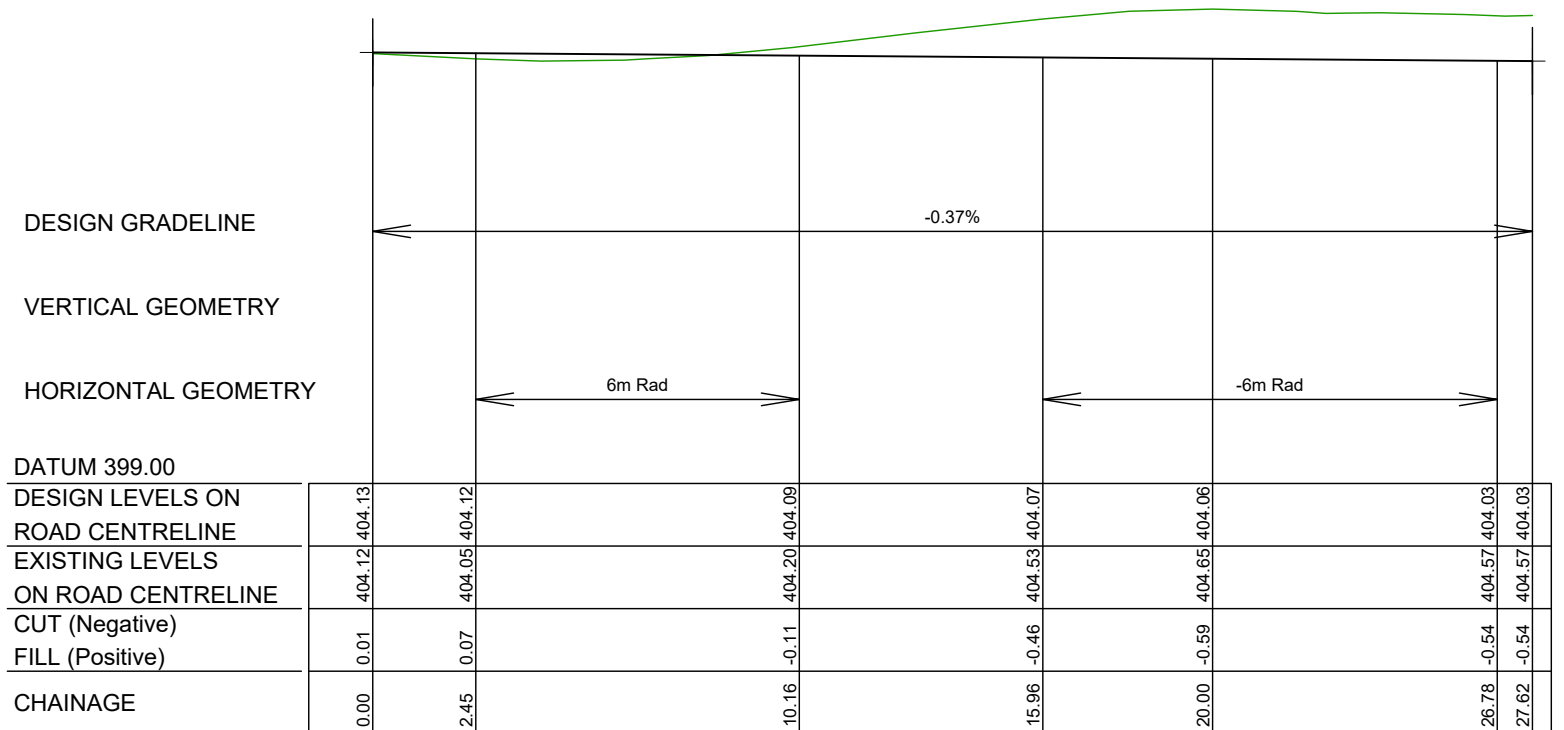 DESIGN GRADELINE
-0.37%
VERTICAL GEOMETRY
HORIZONTAL GEOMETRY
6m Rad
-6m Rad
DATUM 399.00
DESIGN LEVELS ON
ROAD CENTRELINE
404.13
404.12
404.09
404.07
404.06
404.03
404.03
EXISTING LEVELS
ON ROAD CENTRELINE
404.12
404.05
404.20
404.53
404.65
404.57
404.57
CUT (Negative)
FILL (Positive)
0.01
0.07
-0.11
-0.46
-0.59
-0.54
-0.54
CHAINAGE
0.00
2.45
10.16
15.96
20.00
26.78
27.62